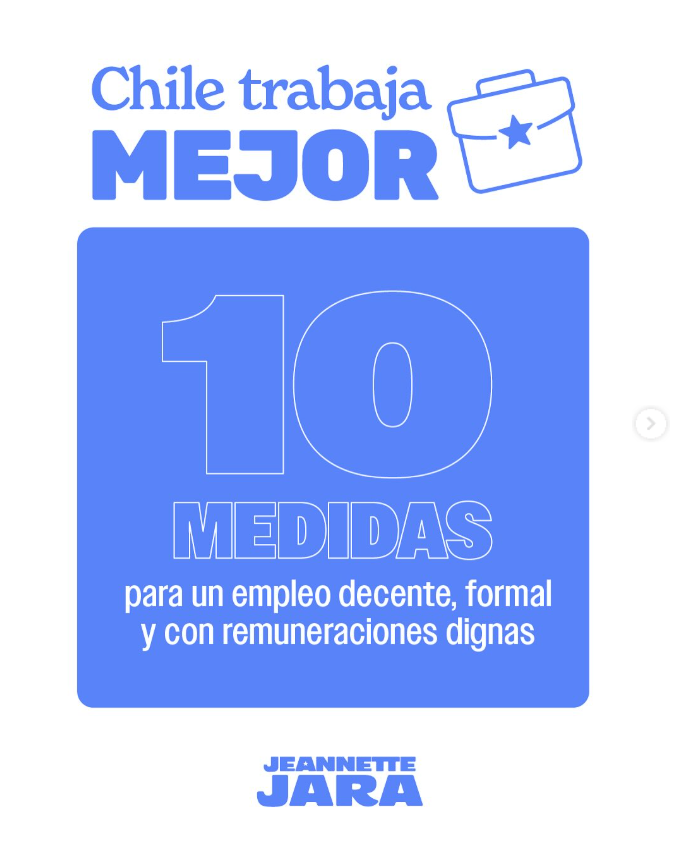 Chile trabaja
MEJOR
10
MEDIDAS
para un empleo decente, formal
y con remuneraciones dignas
JEANNETTE
JARA